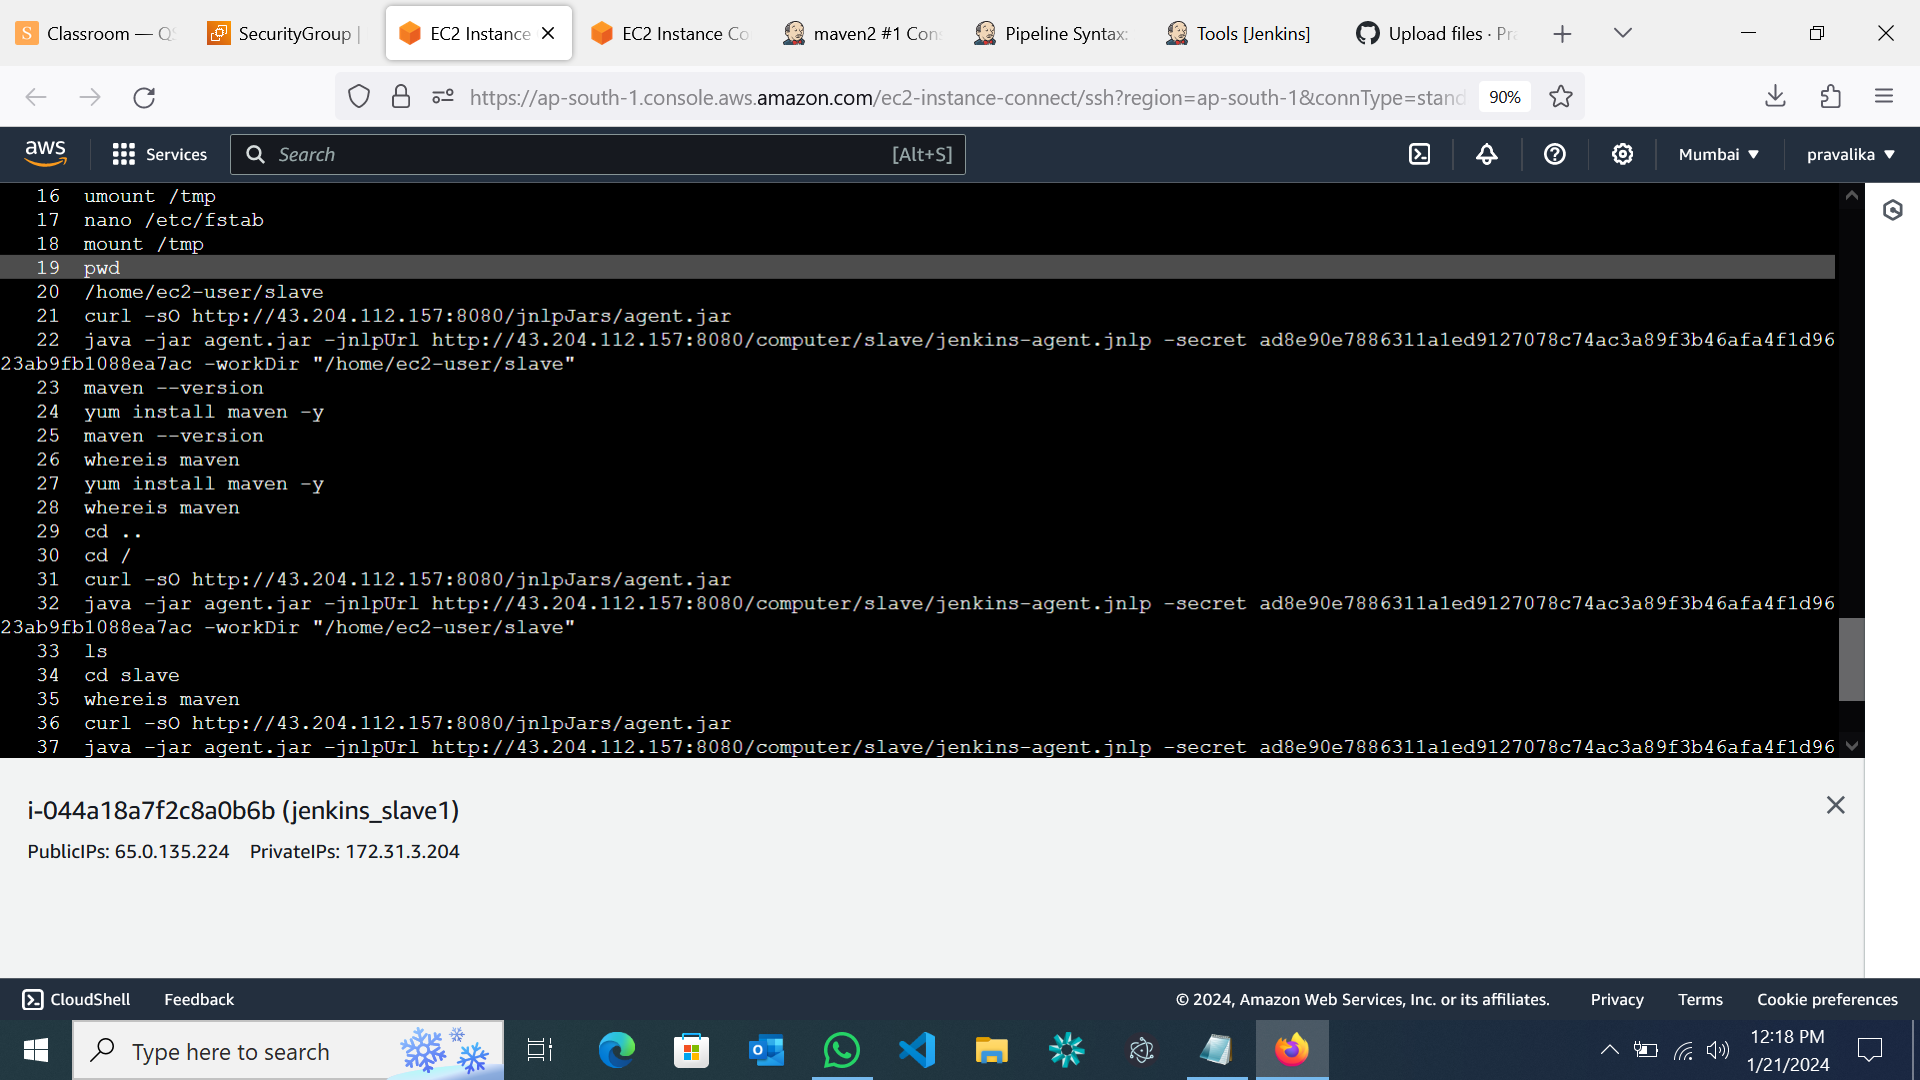 Classroom — Q
SecurityGroup |
EC2 Instance
EC2 Instance Co
maven2 #1 Con
Pipeline Syntax:
Tools [Jenkins]
Upload files · Pra
https://ap-south-1.console.aws.amazon.com/ec2-instance-connect/ssh?region=ap-south-1&connType=stand
90%
aws
Services
Search
[Alt+S]
Mumbai
pravalika
16 umount /tmp
17 nano /etc/fstab
18 mount /tmp
19 pwd
20 /home/ec2-user/slave
21 curl -sO http://43.204.112.157:8080/jnlpJars/agent.jar
22 java -jar agent.jar -jnlpUrl http://43.204.112.157:8080/computer/slave/jenkins-agent.jnlp -secret ad8e90e7886311a1ed9127078c74ac3a89f3b46afa4f1d96
23ab9fb1088ea7ac -workDir "/home/ec2-user/slave"
23 maven --version
24 yum install maven -y
25 maven --version
26 whereis maven
27 yum install maven -y
28 whereis maven
29 cd ..
30 cd /
31 curl -sO http://43.204.112.157:8080/jnlpJars/agent.jar
32 java -jar agent.jar -jnlpUrl http://43.204.112.157:8080/computer/slave/jenkins-agent.jnlp -secret ad8e90e7886311a1ed9127078c74ac3a89f3b46afa4f1d96
23ab9fb1088ea7ac -workDir "/home/ec2-user/slave"
33 ls
34 cd slave
35 whereis maven
36 curl -sO http://43.204.112.157:8080/jnlpJars/agent.jar
37 java -jar agent.jar -jnlpUrl http://43.204.112.157:8080/computer/slave/jenkins-agent.jnlp -secret ad8e90e7886311a1ed9127078c74ac3a89f3b46afa4f1d96
i-044a18a7f2c8a0b6b (jenkins_slave1)
PublicIPs: 65.0.135.224 PrivateIPs: 172.31.3.204
CloudShell
Feedback
© 2024, Amazon Web Services, Inc. or its affiliates.
Privacy
Terms
Cookie preferences
Type here to search
12:18 PM
1/21/2024